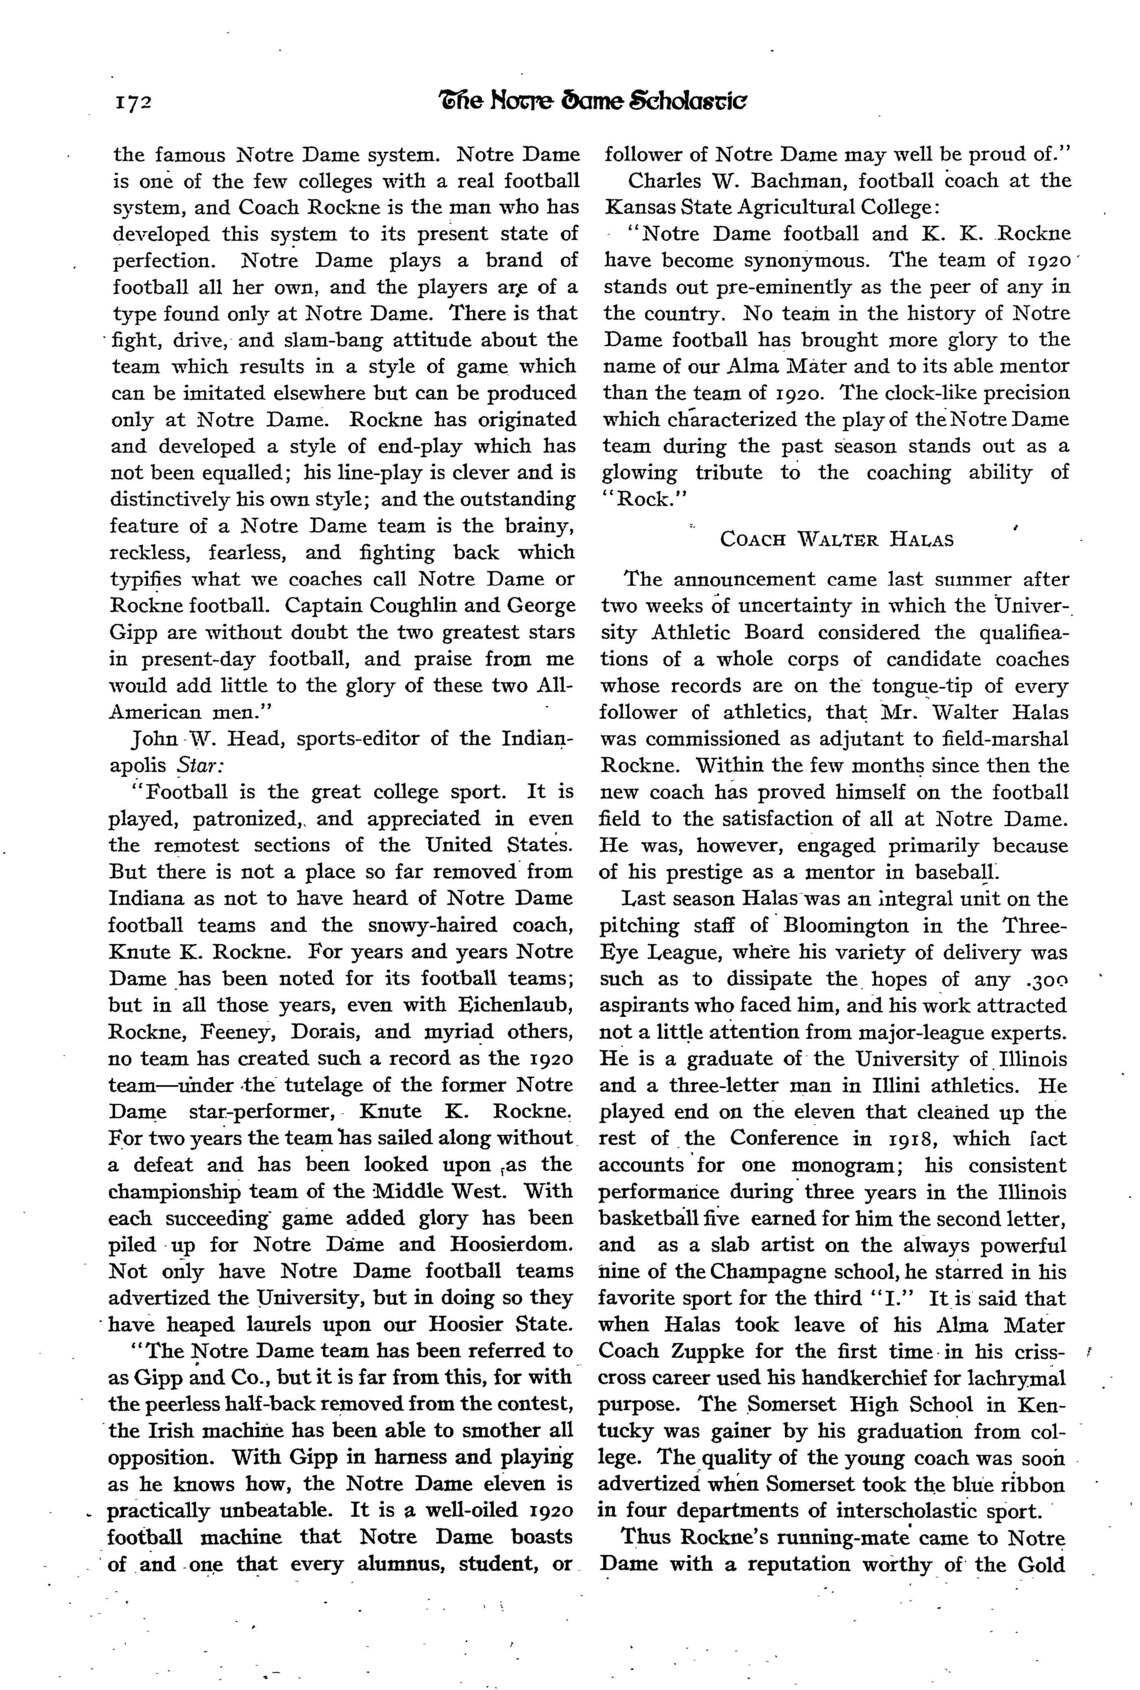 172
The Notre Dame Scholastic
the famous Notre Dame system. Notre Dame
is one of the few colleges with a real football
system, and Coach Rockne is the man who has
developed this system to its present state of
perfection. Notre Dame plays a brand of
football all her own, and the players are of a
type found only at Notre Dame. There is that
fight, drive, and slam-bang attitude about the
team which results in a style of game which
can be imitated elsewhere but can be produced
only at Notre Dame. Rockne has originated
and developed a style of end-play which has
not been equalled; his line-play is clever and is
distinctively his own style; and the outstanding
feature of a Notre Dame team is the brainy,
reckless, fearless, and fighting back which
typifies what we coaches call Notre Dame or
Rockne football. Captain Coughlin and George
Gipp are without doubt the two greatest stars
in present-day football, and praise from me
would add little to the glory of these two All-
American men."
John W. Head, sports-editor of the Indian-
apolis Star:
"Football is the great college sport. It is
played, patronized, and appreciated in even
the remotest sections of the United States.
But there is not a place so far removed from
Indiana as not to have heard of Notre Dame
football teams and the snowy-haired coach,
Knute K. Rockne. For years and years Notre
Dame has been noted for its football teams;
but in all those years, even with Eichenlaub,
Rockne, Feeney, Dorais, and myriad others,
no team has created such a record as the 1920
team—under the tutelage of the former Notre
Dame star-performer, Knute K. Rockne.
For two years the team has sailed along without
a defeat and has been looked upon as the
championship team of the Middle West. With
each succeeding game added glory has been
piled up for Notre Dame and Hoosierdom.
Not only have Notre Dame football teams
advertized the University, but in doing so they
have heaped laurels upon our Hoosier State.
"The Notre Dame team has been referred to
as Gipp and Co., but it is far from this, for with
the peerless half-back removed from the contest,
the Irish machine has been able to smother all
opposition. With Gipp in harness and playing
as he knows how, the Notre Dame eleven is
practically unbeatable. It is a well-oiled 1920
football machine that Notre Dame boasts
of and one that every alumnus, student, or
follower of Notre Dame may well be proud of."
Charles W. Bachman, football coach at the
Kansas State Agricultural College:
"Notre Dame football and K. K. Rockne
have become synonymous. The team of 1920
stands out pre-eminently as the peer of any in
the country. No team in the history of Notre
Dame football has brought more glory to the
name of our Alma Mater and to its able mentor
than the team of 1920. The clock-like precision
which characterized the play of the Notre Dame
team during the past season stands out as a
glowing tribute to the coaching ability of
"Rock."
COACH WALTER HALAS
The announcement came last summer after
two weeks of uncertainty in which the Univer-
sity Athletic Board considered the qualifiea-
tions of a whole corps of candidate coaches
whose records are on the tongue-tip of every
follower of athletics, that Mr. Walter Halas
was commissioned as adjutant to field-marshal
Rockne. Within the few months since then the
new coach has proved himself on the football
field to the satisfaction of all at Notre Dame.
He was, however, engaged primarily because
of his prestige as a mentor in baseball.
Last season Halas was an integral unit on the
pitching staff of Bloomington in the Three-
Eye League, where his variety of delivery was
such as to dissipate the hopes of any .300
aspirants who faced him, and his work attracted
not a little attention from major-league experts.
He is a graduate of the University of Illinois
and a three-letter man in Illini athletics. He
played end on the eleven that cleaned up the
rest of the Conference in 1918, which fact
accounts for one monogram; his consistent
performance during three years in the Illinois
basketball five earned for him the second letter,
and as a slab artist on the always powerful
nine of the Champagne school, he starred in his
favorite sport for the third "I." It is said that
when Halas took leave of his Alma Mater
Coach Zuppke for the first time in his criss-
cross career used his handkerchief for lachrymal
purpose. The Somerset High School in Ken-
tucky was gainer by his graduation from col-
lege. The quality of the young coach was soon
advertized when Somerset took the blue ribbon
in four departments of interscholastic sport.
Thus Rockne's running-mate came to Notre
Dame with a reputation worthy of the Gold